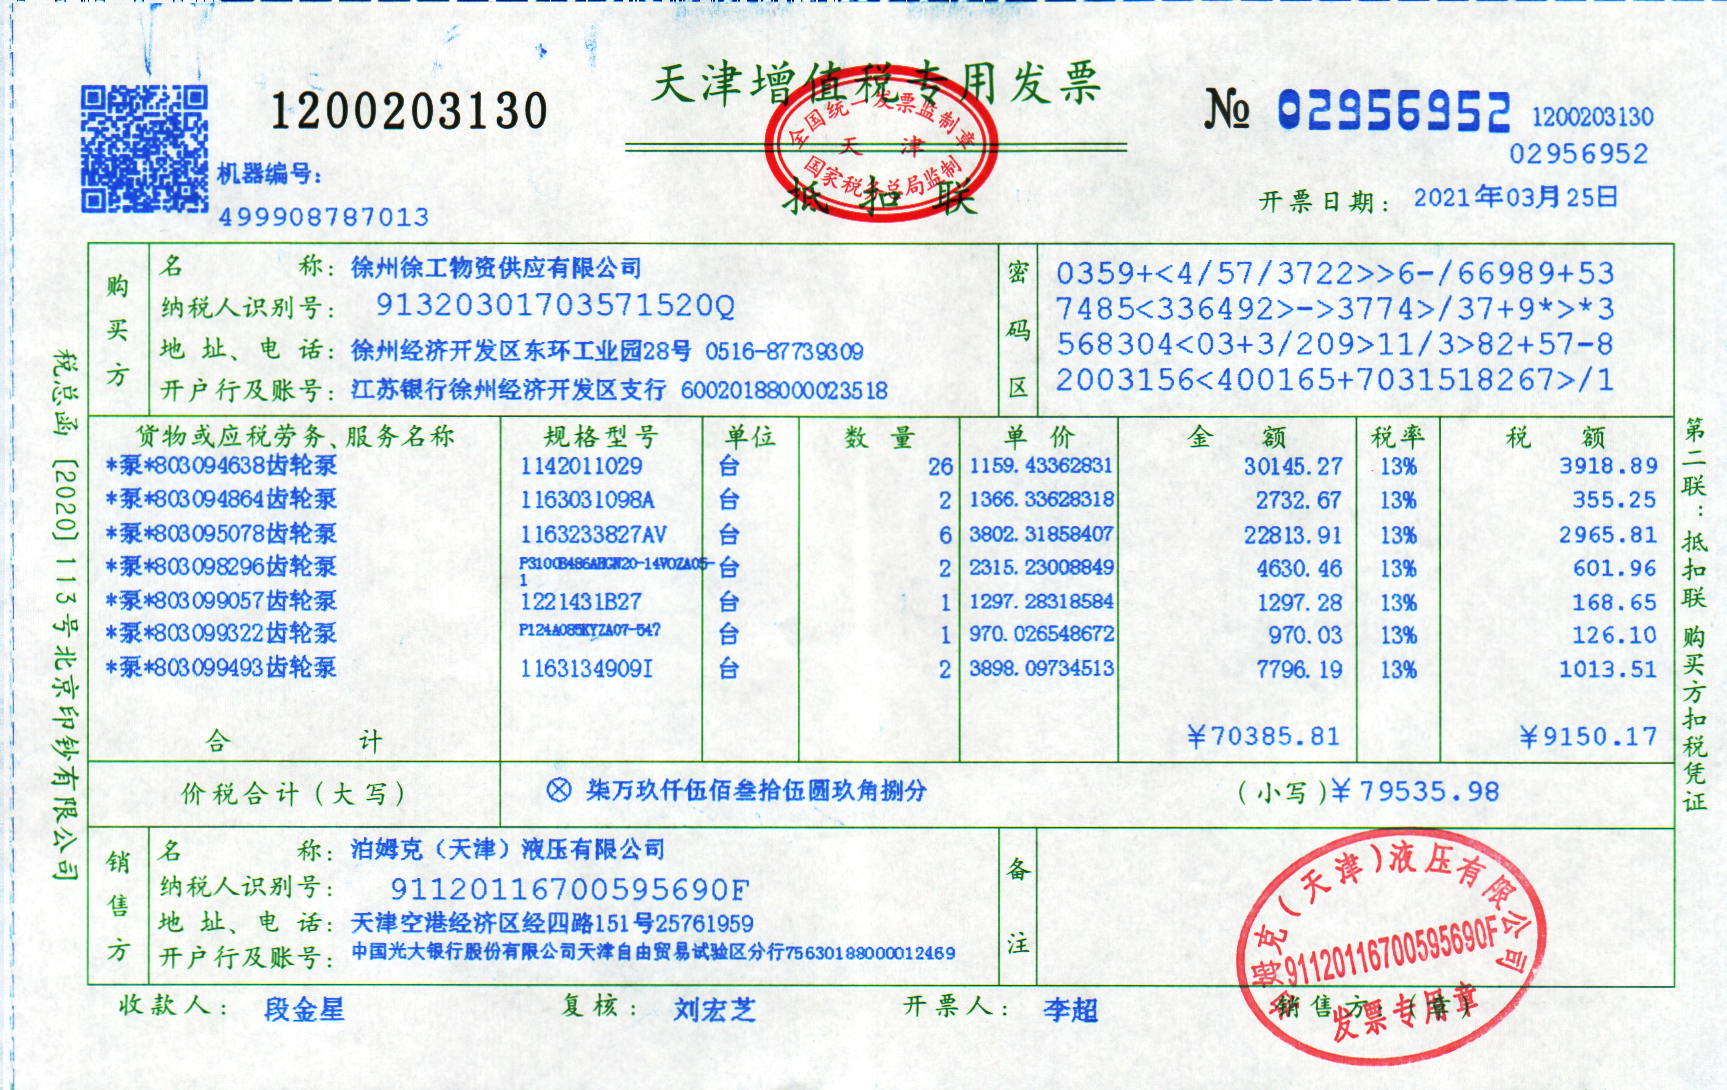 天津增值税专用发票
1200203130
№ 02956952 1200203130
02956952
全国统一发票监制章
天 津
国家税务总局监制
抵扣联
机器编号:
499908787013
开票日期: 2021年03月25日
购买方
名 称: 徐州徐工物资供应有限公司
纳税人识别号: 91320301703571520Q
地 址、电 话: 徐州经济开发区东环工业园28号 0516-87739309
开户行及账号: 江苏银行徐州经济开发区支行 60020188000023518
密码区
0359+<4/57/3722>>6-/66989+53
7485<336492>->3774>/37+9*>*3
568304<03+3/209>11/3>82+57-8
2003156<400165+7031518267>/1
货物或应税劳务、服务名称 规格型号 单位 数 量 单 价 金 额 税率 税 额
*泵*803094638齿轮泵 1142011029 台 26 1159.43362831 30145.27 13% 3918.89
*泵*803094864齿轮泵 1163031098A 台 2 1366.33628318 2732.67 13% 355.25
*泵*803095078齿轮泵 1163233827AV 台 6 3802.31858407 22813.91 13% 2965.81
*泵*803098296齿轮泵 台 2 2315.23008849 4630.46 13% 601.96
1
*泵*803099057齿轮泵 1221431B27 台 1 1297.28318584 1297.28 13% 168.65
*泵*803099322齿轮泵 P124A085KYZA07-547 台 1 970.026548672 970.03 13% 126.10
*泵*803099493齿轮泵 1163134909I 台 2 3898.09734513 7796.19 13% 1013.51
合 计 ¥70385.81 ¥9150.17
价税合计(大写) ⊗ 柒万玖仟伍佰叁拾伍圆玖角捌分 (小写)¥79535.98
销售方
名 称: 泊姆克(天津)液压有限公司
纳税人识别号: 91120116700595690F
地 址、电 话: 天津空港经济区经四路151号25761959
开户行及账号: 中国光大银行股份有限公司天津自由贸易试验区分行75630188000012469
备注
收款人: 段金星 复核: 刘宏芝 开票人: 李超 销售方:(章)
泊姆克(天津)液压有限公司
91120116700595690F
发票专用章
税总函〔2020〕113号北京印钞有限公司
第二联:抵扣联 购买方扣税凭证